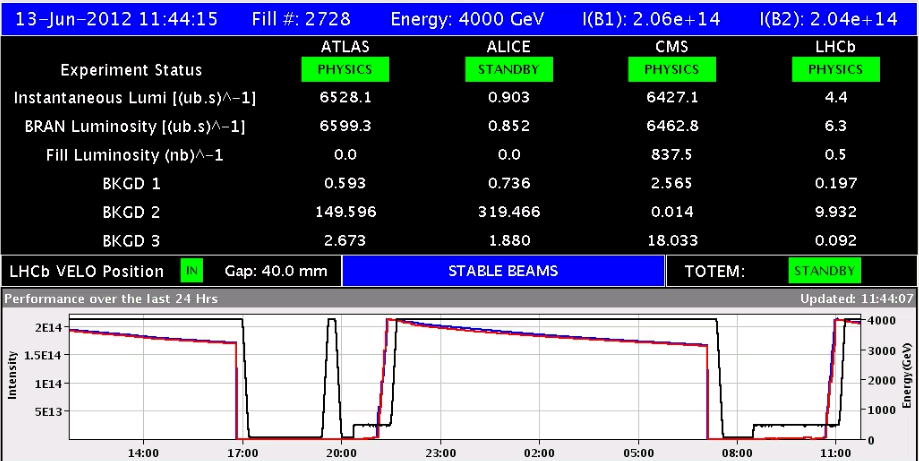 13-Jun-2012 11:44:15 Fill #: 2728 Energy: 4000 GeV I(B1): 2.06e+14 I(B2): 2.04e+14
ATLAS ALICE CMS LHCb
Experiment Status PHYSICS STANDBY PHYSICS PHYSICS
Instantaneous Lumi [(ub.s)^-1] 6528.1 0.903 6427.1 4.4
BRAN Luminosity [(ub.s)^-1] 6599.3 0.852 6462.8 6.3
Fill Luminosity (nb)^-1 0.0 0.0 837.5 0.5
BKGD 1 0.593 0.736 2.565 0.197
BKGD 2 149.596 319.466 0.014 9.932
BKGD 3 2.673 1.880 18.033 0.092
LHCb VELO Position IN Gap: 40.0 mm STABLE BEAMS TOTEM: STANDBY
Performance over the last 24 Hrs Updated: 11:44:07
2E14 4000
1.5E14 3000
1E14 2000
5E13 1000
0
Intensity
Energy(GeV)
14:00 17:00 20:00 23:00 02:00 05:00 08:00 11:00